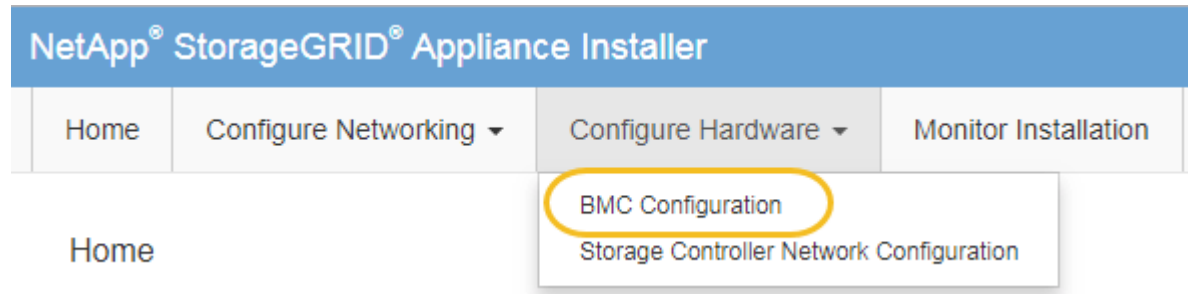 NetApp® StorageGRID® Appliance Installer
Home Configure Networking Configure Hardware Monitor Installation
BMC Configuration
Home
Storage Controller Network Configuration